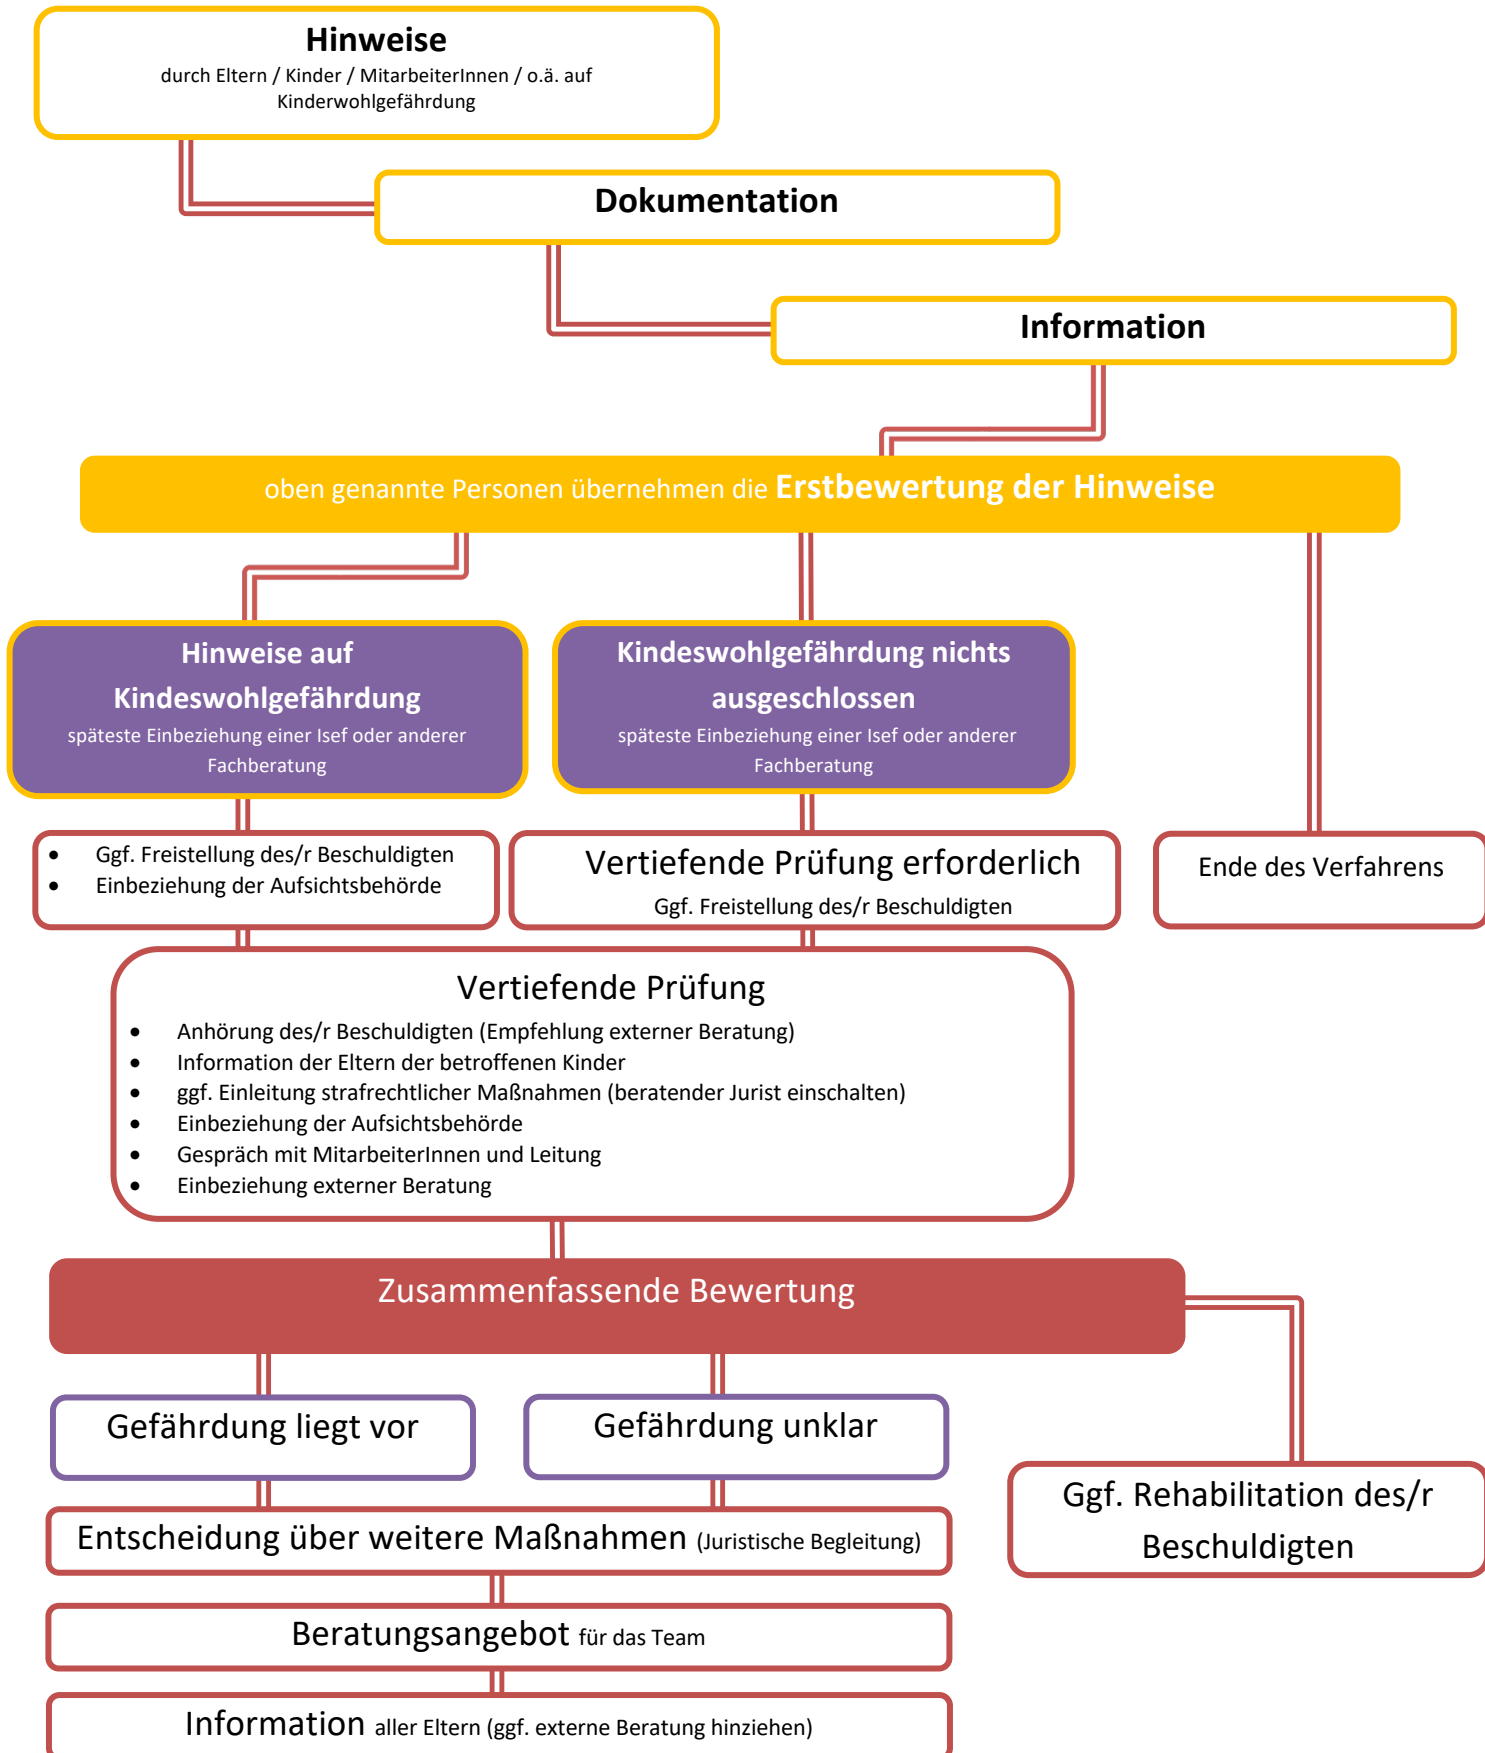 Hinweise
durch Eltern / Kinder / MitarbeiterInnen / o.ä. auf
Kinderwohlgefährdung
Dokumentation
Information
oben genannte Personen übernehmen die Erstbewertung der Hinweise
Hinweise auf
Kindeswohlgefährdung
späteste Einbeziehung einer Isef oder anderer
Fachberatung
Kindeswohlgefährdung nichts
ausgeschlossen
späteste Einbeziehung einer Isef oder anderer
Fachberatung
• Ggf. Freistellung des/r Beschuldigten
• Einbeziehung der Aufsichtsbehörde
Vertiefende Prüfung erforderlich
Ggf. Freistellung des/r Beschuldigten
Ende des Verfahrens
Vertiefende Prüfung
• Anhörung des/r Beschuldigten (Empfehlung externer Beratung)
• Information der Eltern der betroffenen Kinder
• ggf. Einleitung strafrechtlicher Maßnahmen (beratender Jurist einschalten)
• Einbeziehung der Aufsichtsbehörde
• Gespräch mit MitarbeiterInnen und Leitung
• Einbeziehung externer Beratung
Zusammenfassende Bewertung
Gefährdung liegt vor
Gefährdung unklar
Ggf. Rehabilitation des/r
Beschuldigten
Entscheidung über weitere Maßnahmen (Juristische Begleitung)
Beratungsangebot für das Team
Information aller Eltern (ggf. externe Beratung hinziehen)